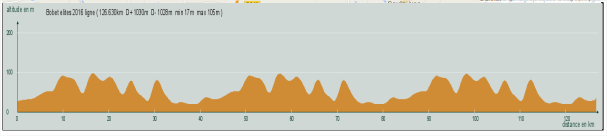 altitude en m
Bobet elites 2016 ligne ( 126.630km D+ 1030m D- 1028m min 17m max 105m )
200
100
0
0 10 20 30 40 50 60 70 80 90 100 110 120
distance en km